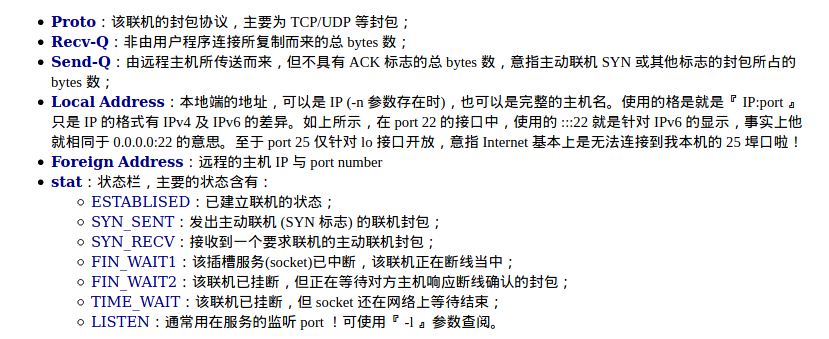 Proto：该联机的封包协议，主要为 TCP/UDP 等封包；
Recv-Q：非由用户程序连接所复制而来的总 bytes 数；
Send-Q：由远程主机所传送而来，但不具有 ACK 标志的总 bytes 数，意指主动联机 SYN 或其他标志的封包所占的
bytes 数；
Local Address：本地端的地址，可以是 IP (-n 参数存在时)，也可以是完整的主机名。使用的格是就是『 IP:port 』
只是 IP 的格式有 IPv4 及 IPv6 的差异。如上所示，在 port 22 的接口中，使用的 :::22 就是针对 IPv6 的显示，事实上他
就相同于 0.0.0.0:22 的意思。至于 port 25 仅针对 lo 接口开放，意指 Internet 基本上是无法连接到我本机的 25 埠口啦！
Foreign Address：远程的主机 IP 与 port number
stat：状态栏，主要的状态含有：
ESTABLISED：已建立联机的状态；
SYN_SENT：发出主动联机 (SYN 标志) 的联机封包；
SYN_RECV：接收到一个要求联机的主动联机封包；
FIN_WAIT1：该插槽服务(socket)已中断，该联机正在断线当中；
FIN_WAIT2：该联机已挂断，但正在等待对方主机响应断线确认的封包；
TIME_WAIT：该联机已挂断，但 socket 还在网络上等待结束；
LISTEN：通常用在服务的监听 port ！可使用『 -l 』参数查阅。